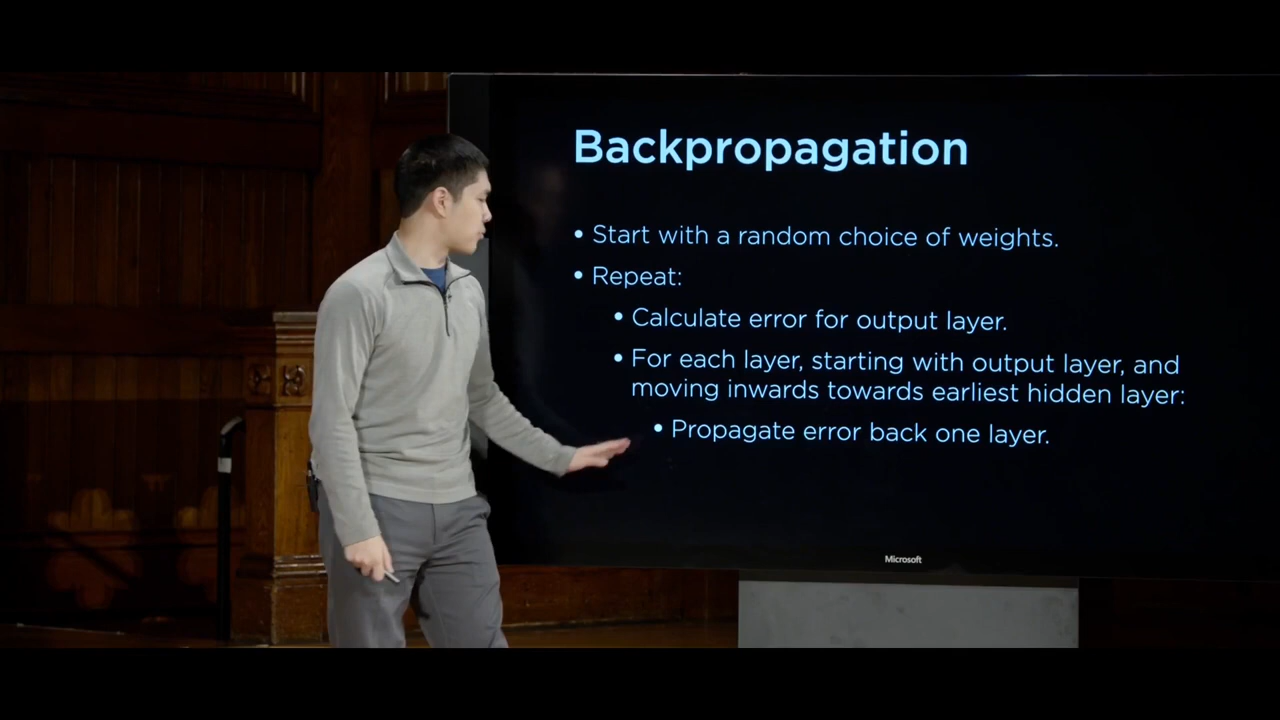 Backpropagation
• Start with a random choice of weights.
• Repeat:
• Calculate error for output layer.
• For each layer, starting with output layer, and
moving inwards towards earliest hidden layer:
• Propagate error back one layer.
Microsoft